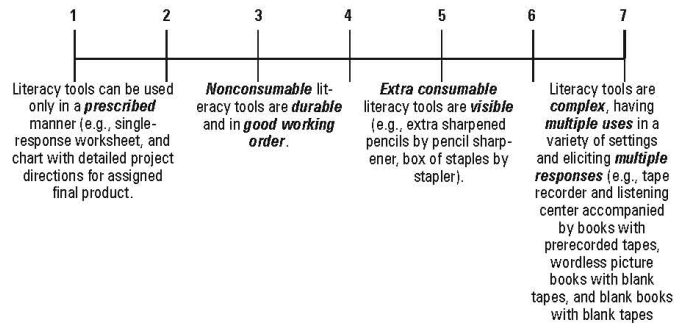 1 2 3 4 5 6 7
Literacy tools can be used
only in a prescribed
manner (e.g., single-
response worksheet, and
chart with detailed project
directions for assigned
final product.
Nonconsumable lit-
eracy tools are durable
and in good working
order.
Extra consumable
literacy tools are visible
(e.g., extra sharpened
pencils by pencil sharp-
ener, box of staples by
stapler).
Literacy tools are
complex, having
multiple uses in a
variety of settings
and eliciting multiple
responses (e.g., tape
recorder and listening
center accompanied
by books with
prerecorded tapes,
wordless picture
books with blank
tapes, and blank books
with blank tapes